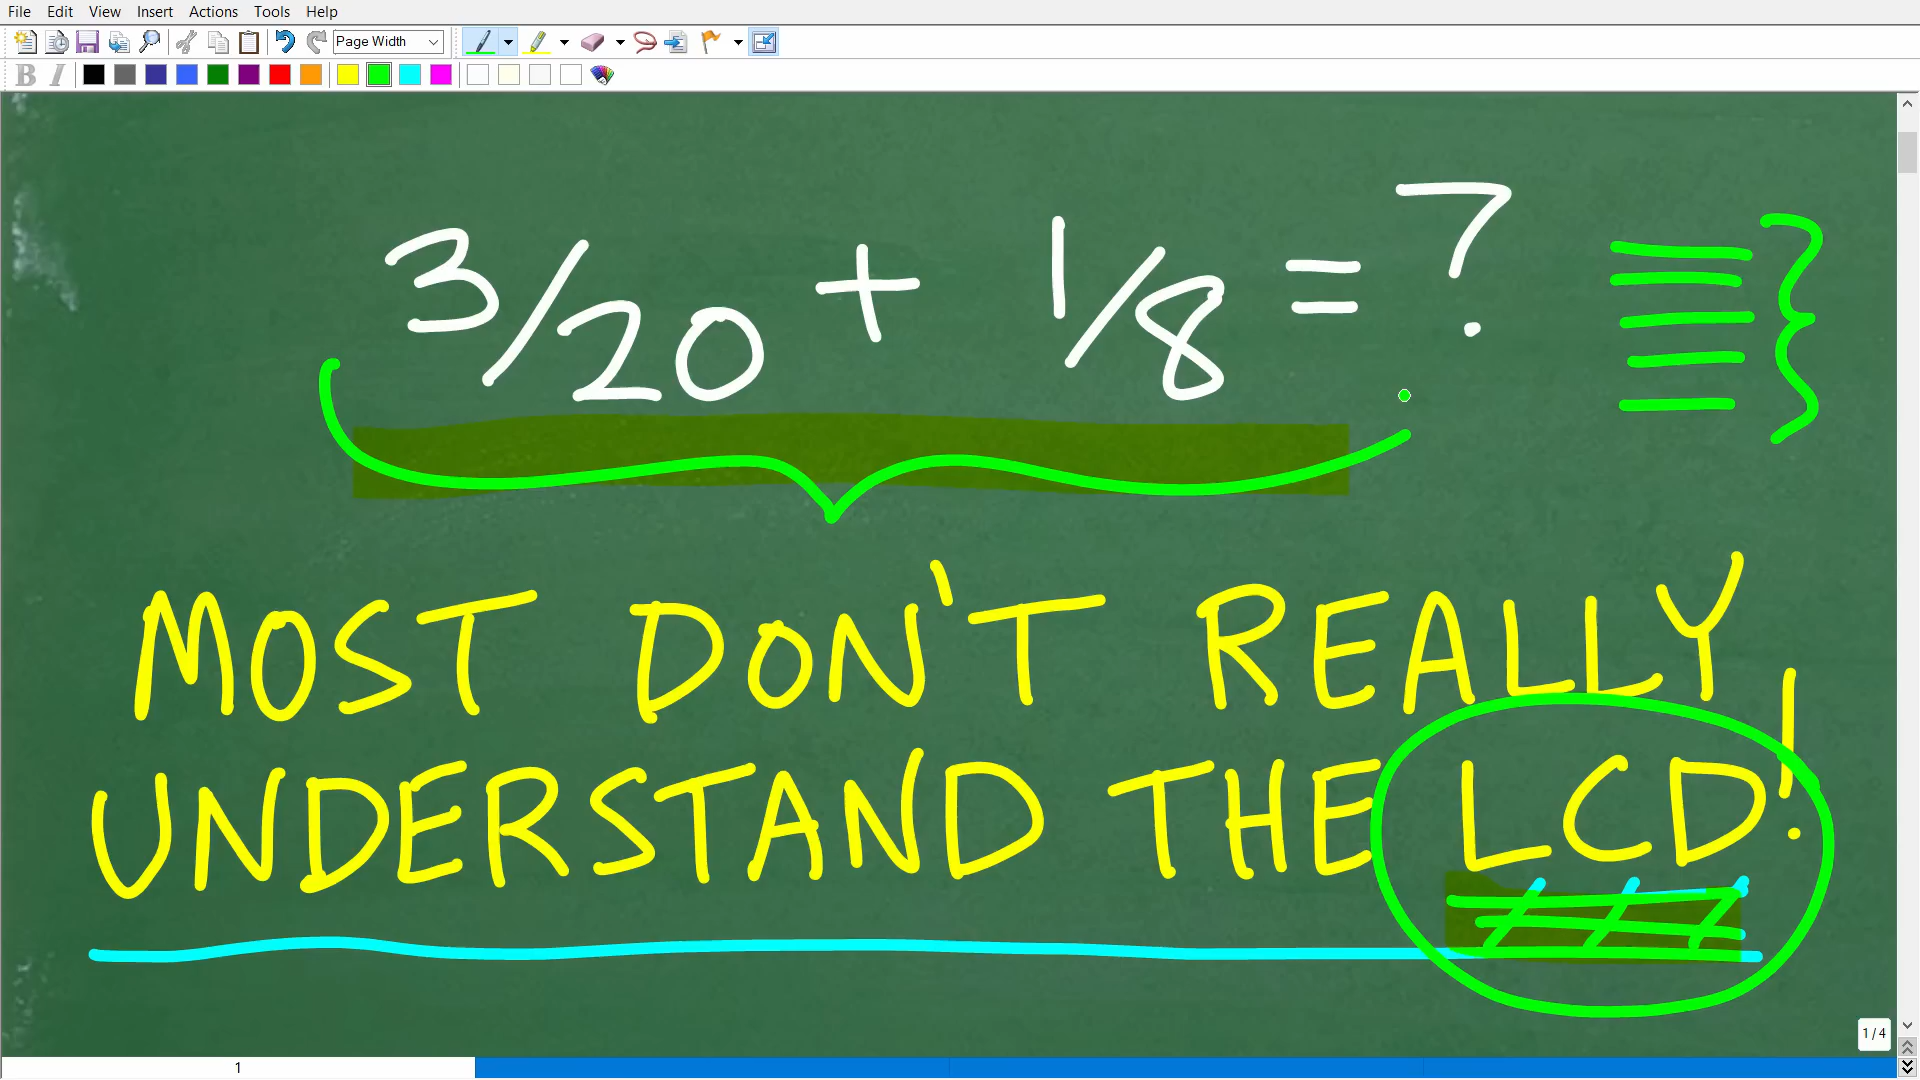 File Edit View Insert Actions Tools Help
Page Width
B I
3/20 + 1/8 = ?
MOST DON'T REALLY
UNDERSTAND THE LCD!
1 / 4
1